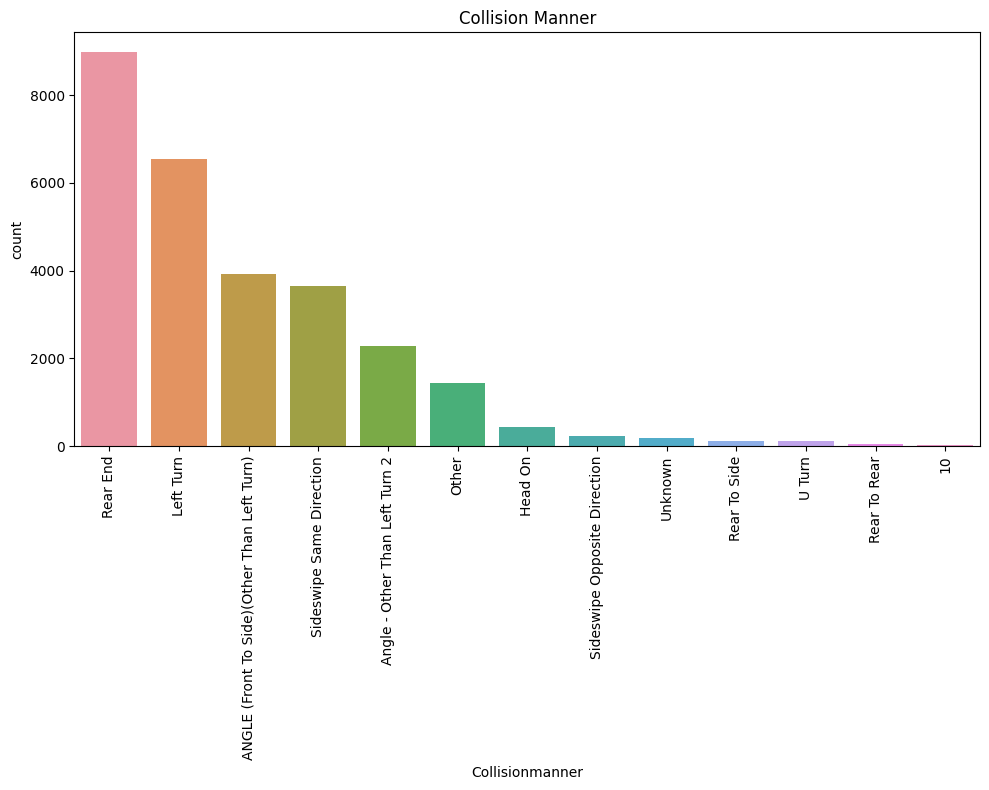 Collision Manner
8000
6000
4000
2000
0
count
Rear End
Left Turn
ANGLE (Front To Side)(Other Than Left Turn)
Sideswipe Same Direction
Angle - Other Than Left Turn 2
Other
Head On
Sideswipe Opposite Direction
Unknown
Rear To Side
U Turn
Rear To Rear
10
Collisionmanner